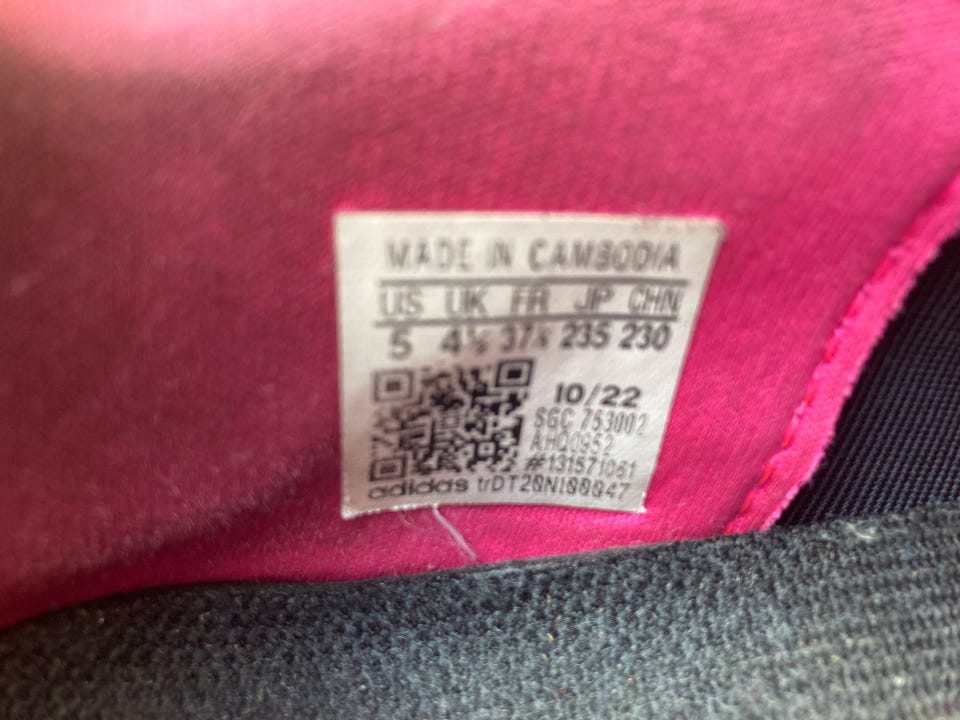 MADE IN CAMBODIA
US UK FR JP CHN
5 4½ 37⅓ 235 230
10/22
SGC 753002
AHQ0952
#131571061
adidas trDT20NI00047